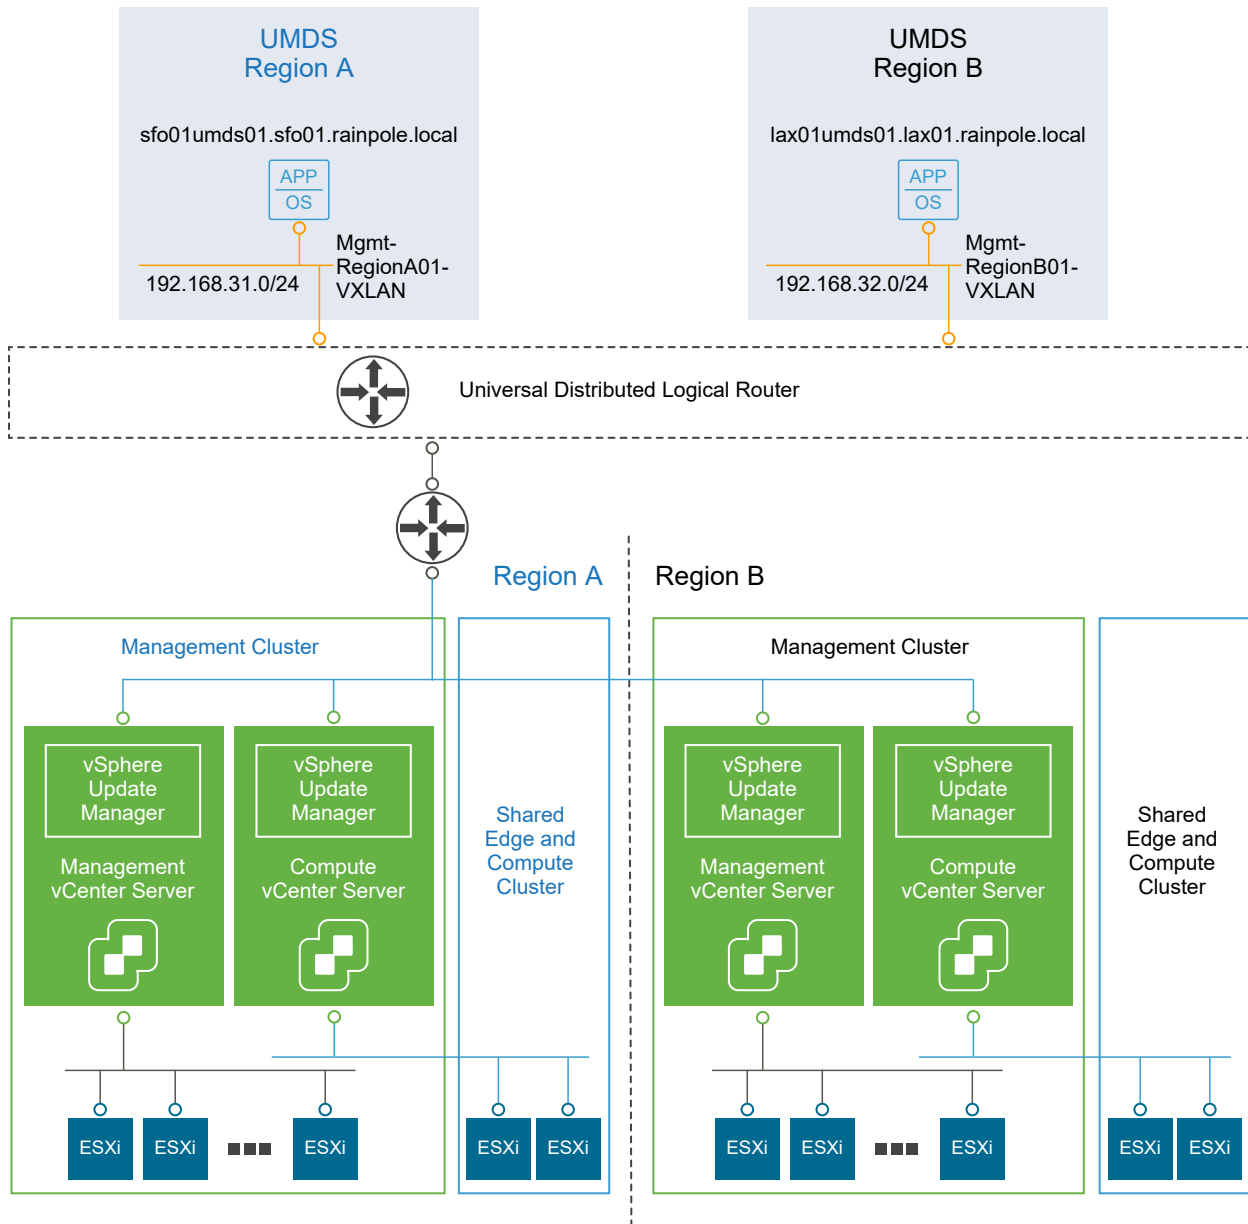 UMDS
Region A
sfo01umds01.sfo01.rainpole.local
APP
OS
Mgmt-
RegionA01-
VXLAN
192.168.31.0/24
UMDS
Region B
lax01umds01.lax01.rainpole.local
APP
OS
Mgmt-
RegionB01-
VXLAN
192.168.32.0/24
Universal Distributed Logical Router
Region A
Region B
Management Cluster
vSphere
Update
Manager
Management
vCenter Server
vSphere
Update
Manager
Compute
vCenter Server
Shared
Edge and
Compute
Cluster
ESXi
ESXi
ESXi
ESXi
ESXi
Management Cluster
vSphere
Update
Manager
Management
vCenter Server
vSphere
Update
Manager
Compute
vCenter Server
Shared
Edge and
Compute
Cluster
ESXi
ESXi
ESXi
ESXi
ESXi